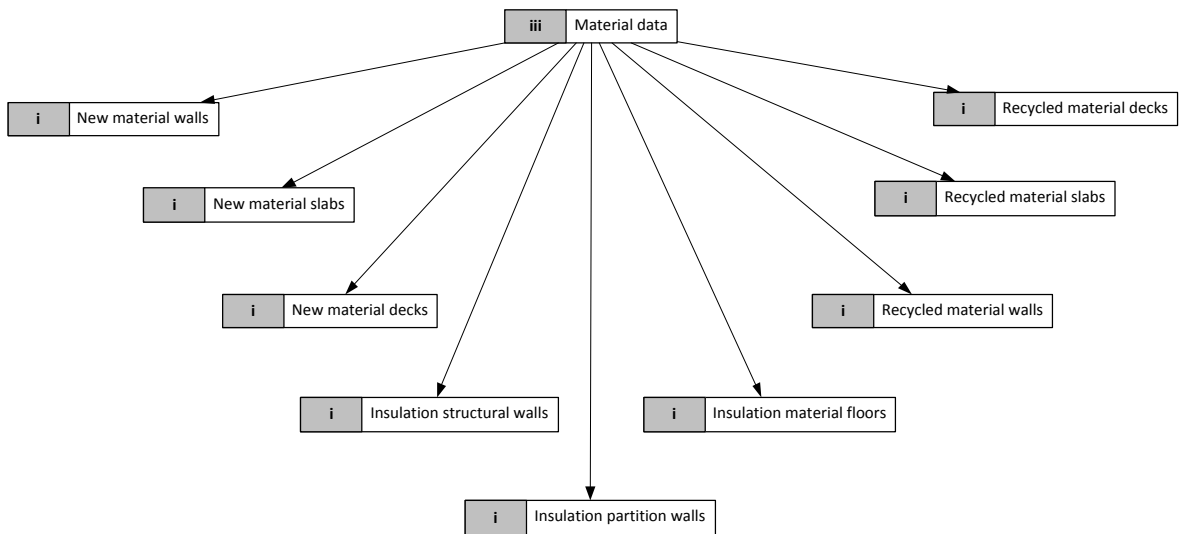 iii Material data
i New material walls
i Recycled material decks
i New material slabs
i Recycled material slabs
i New material decks
i Recycled material walls
i Insulation structural walls
i Insulation material floors
i Insulation partition walls